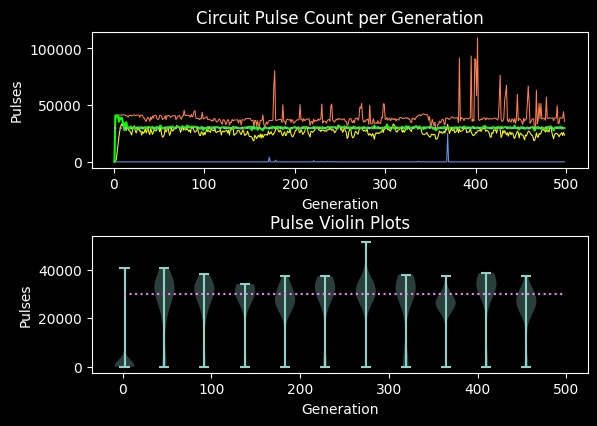 Circuit Pulse Count per Generation
Pulses
100000
50000
0
0 100 200 300 400 500
Generation
Pulse Violin Plots
Pulses
40000
20000
0
0 100 200 300 400 500
Generation